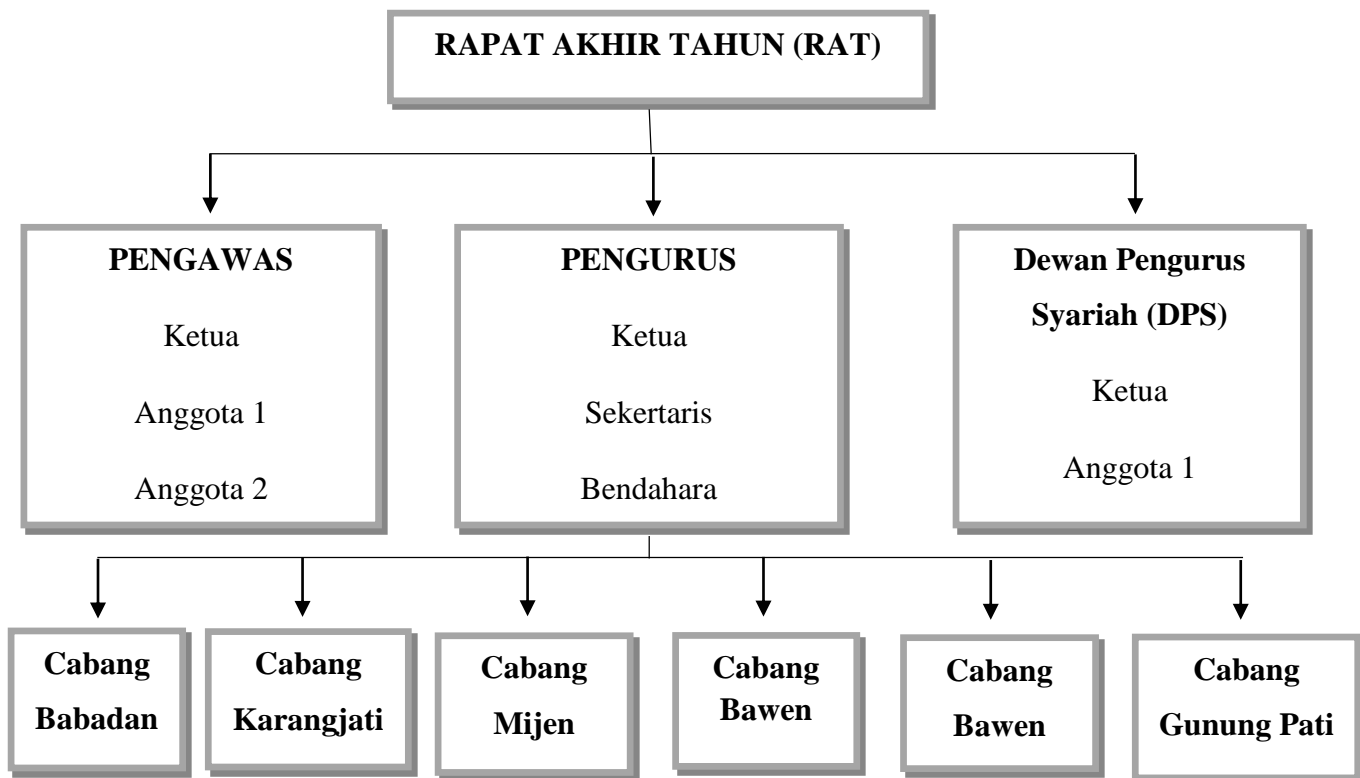 RAPAT AKHIR TAHUN (RAT)
PENGAWAS
Ketua
Anggota 1
Anggota 2
PENGURUS
Ketua
Sekertaris
Bendahara
Dewan Pengurus
Syariah (DPS)
Ketua
Anggota 1
Cabang
Babadan
Cabang
Karangjati
Cabang
Mijen
Cabang
Bawen
Cabang
Bawen
Cabang
Gunung Pati